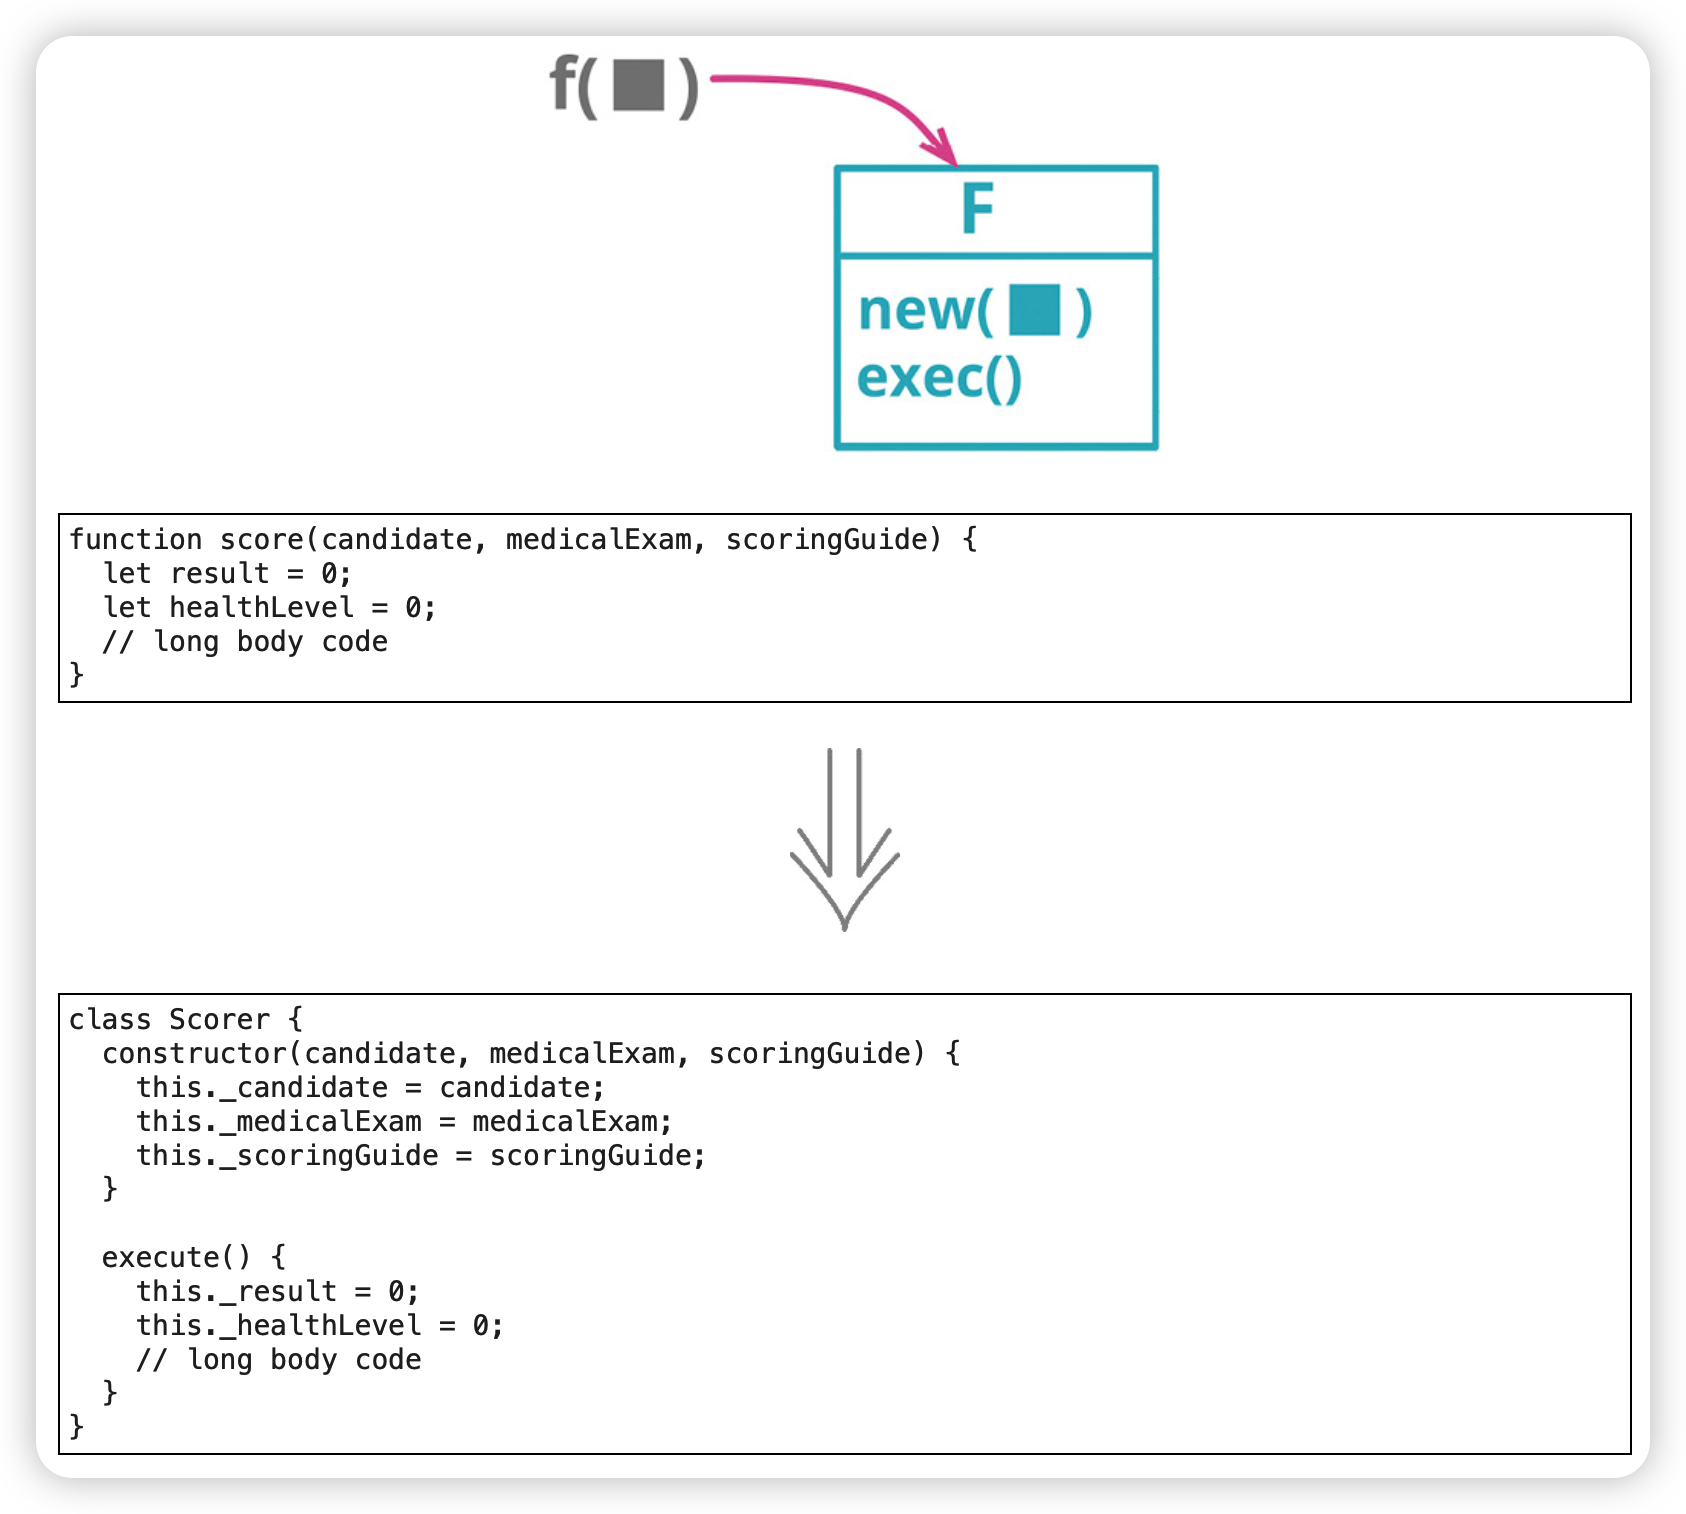 f( )
F
new( )
exec()
function score(candidate, medicalExam, scoringGuide) {
  let result = 0;
  let healthLevel = 0;
  // long body code
}
class Scorer {
  constructor(candidate, medicalExam, scoringGuide) {
    this._candidate = candidate;
    this._medicalExam = medicalExam;
    this._scoringGuide = scoringGuide;
  }
  execute() {
    this._result = 0;
    this._healthLevel = 0;
    // long body code
  }
}